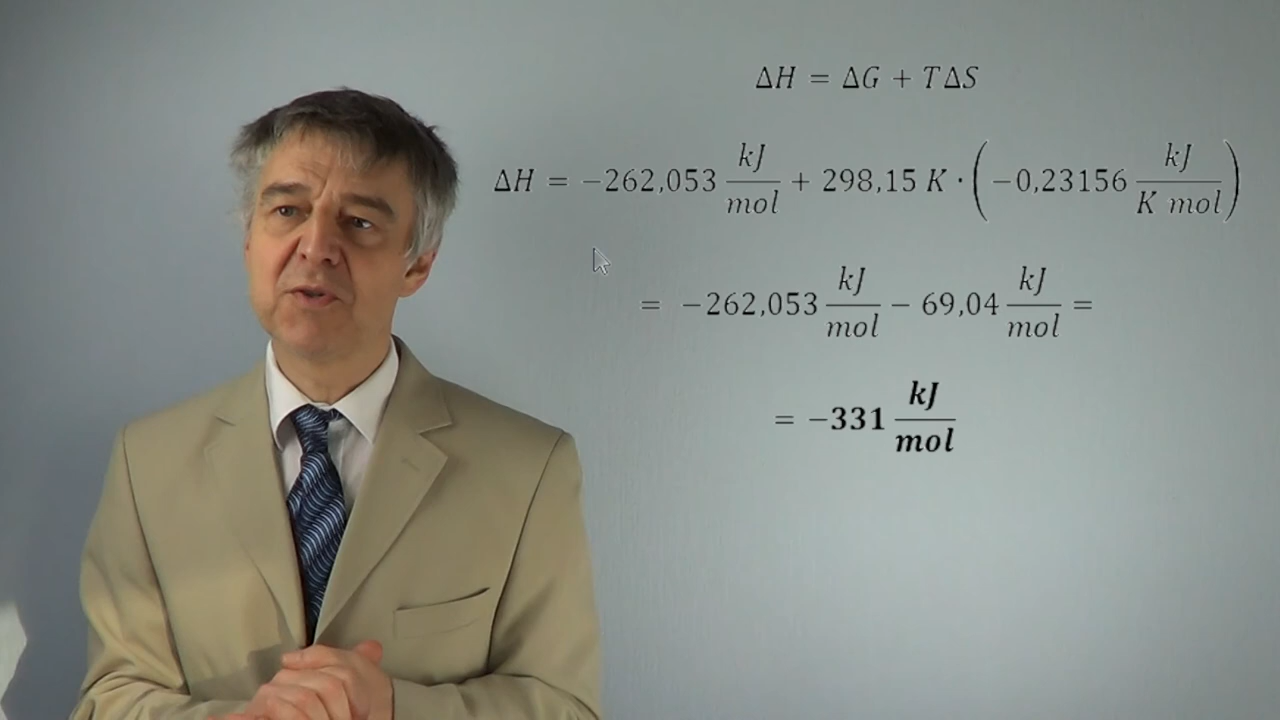 ΔH = ΔG + TΔS
ΔH = −262,053 kJ/mol + 298,15 K · (−0,23156 kJ/K mol)
= −262,053 kJ/mol − 69,04 kJ/mol =
= −331 kJ/mol